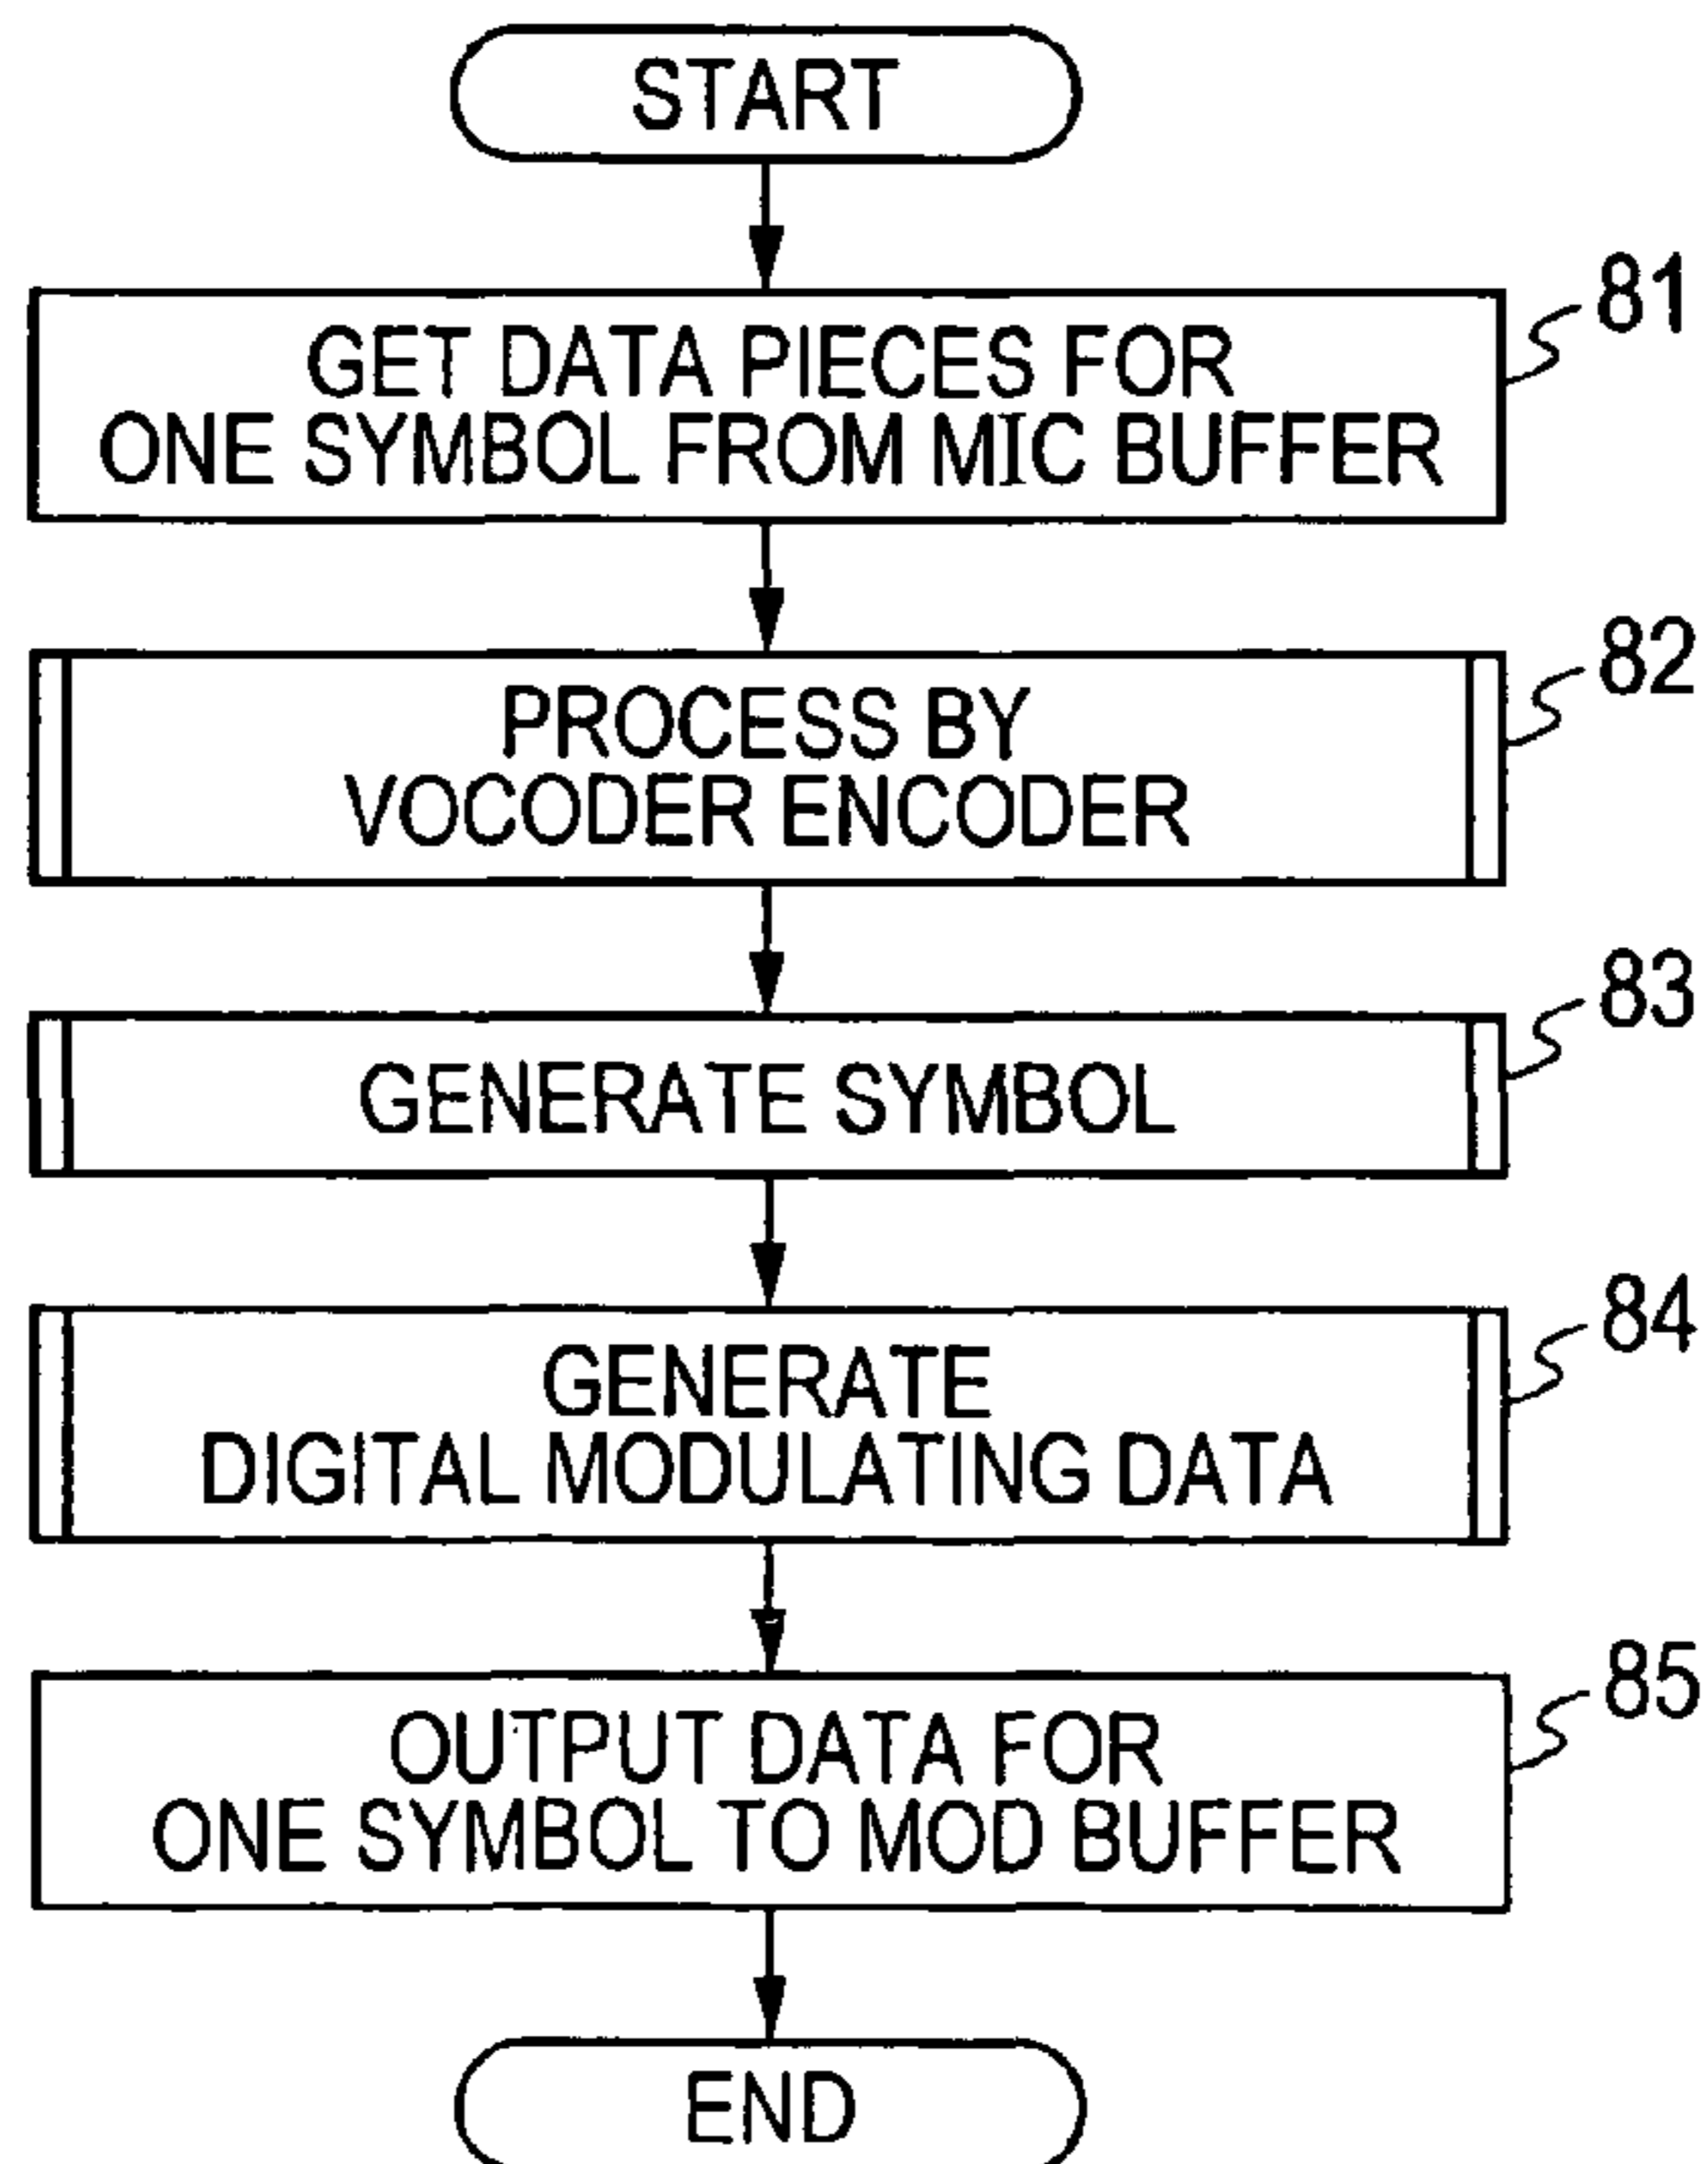 START
81
GET DATA PIECES FOR
ONE SYMBOL FROM MIC BUFFER
82
PROCESS BY
VOCODER ENCODER
83
GENERATE SYMBOL
84
GENERATE
DIGITAL MODULATING DATA
85
OUTPUT DATA FOR
ONE SYMBOL TO MOD BUFFER
END